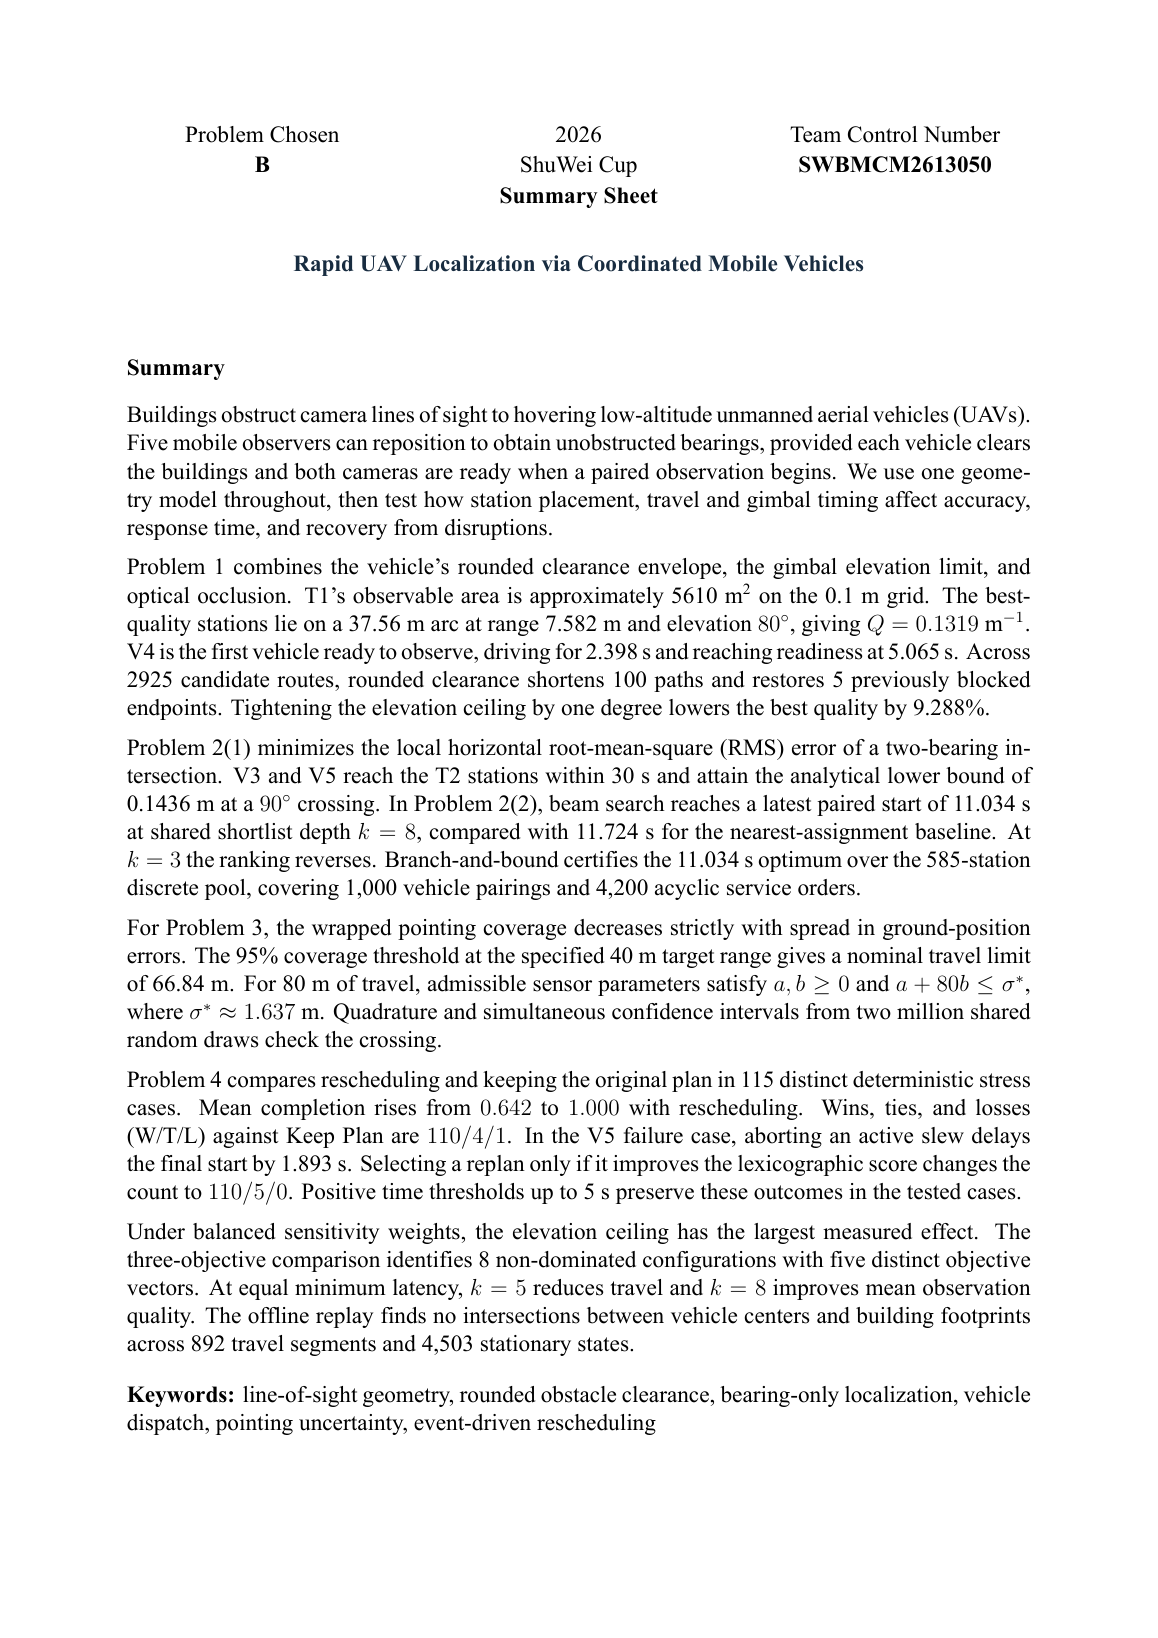 Problem Chosen
B
2026
ShuWei Cup
Summary Sheet
Team Control Number
SWBMCM2613050
Rapid UAV Localization via Coordinated Mobile Vehicles
Summary
Buildings obstruct camera lines of sight to hovering low-altitude unmanned aerial vehicles (UAVs).
Five mobile observers can reposition to obtain unobstructed bearings, provided each vehicle clears
the buildings and both cameras are ready when a paired observation begins. We use one geome-
try model throughout, then test how station placement, travel and gimbal timing affect accuracy,
response time, and recovery from disruptions.
Problem 1 combines the vehicle's rounded clearance envelope, the gimbal elevation limit, and
optical occlusion. T1's observable area is approximately 5610 m² on the 0.1 m grid. The best-
quality stations lie on a 37.56 m arc at range 7.582 m and elevation 80°, giving Q = 0.1319 m⁻¹.
V4 is the first vehicle ready to observe, driving for 2.398 s and reaching readiness at 5.065 s. Across
2925 candidate routes, rounded clearance shortens 100 paths and restores 5 previously blocked
endpoints. Tightening the elevation ceiling by one degree lowers the best quality by 9.288%.
Problem 2(1) minimizes the local horizontal root-mean-square (RMS) error of a two-bearing in-
tersection. V3 and V5 reach the T2 stations within 30 s and attain the analytical lower bound of
0.1436 m at a 90° crossing. In Problem 2(2), beam search reaches a latest paired start of 11.034 s
at shared shortlist depth k = 8, compared with 11.724 s for the nearest-assignment baseline. At
k = 3 the ranking reverses. Branch-and-bound certifies the 11.034 s optimum over the 585-station
discrete pool, covering 1,000 vehicle pairings and 4,200 acyclic service orders.
For Problem 3, the wrapped pointing coverage decreases strictly with spread in ground-position
errors. The 95% coverage threshold at the specified 40 m target range gives a nominal travel limit
of 66.84 m. For 80 m of travel, admissible sensor parameters satisfy a, b ≥ 0 and a + 80b ≤ σ*,
where σ* ≈ 1.637 m. Quadrature and simultaneous confidence intervals from two million shared
random draws check the crossing.
Problem 4 compares rescheduling and keeping the original plan in 115 distinct deterministic stress
cases. Mean completion rises from 0.642 to 1.000 with rescheduling. Wins, ties, and losses
(W/T/L) against Keep Plan are 110/4/1. In the V5 failure case, aborting an active slew delays
the final start by 1.893 s. Selecting a replan only if it improves the lexicographic score changes the
count to 110/5/0. Positive time thresholds up to 5 s preserve these outcomes in the tested cases.
Under balanced sensitivity weights, the elevation ceiling has the largest measured effect. The
three-objective comparison identifies 8 non-dominated configurations with five distinct objective
vectors. At equal minimum latency, k = 5 reduces travel and k = 8 improves mean observation
quality. The offline replay finds no intersections between vehicle centers and building footprints
across 892 travel segments and 4,503 stationary states.
Keywords: line-of-sight geometry, rounded obstacle clearance, bearing-only localization, vehicle
dispatch, pointing uncertainty, event-driven rescheduling